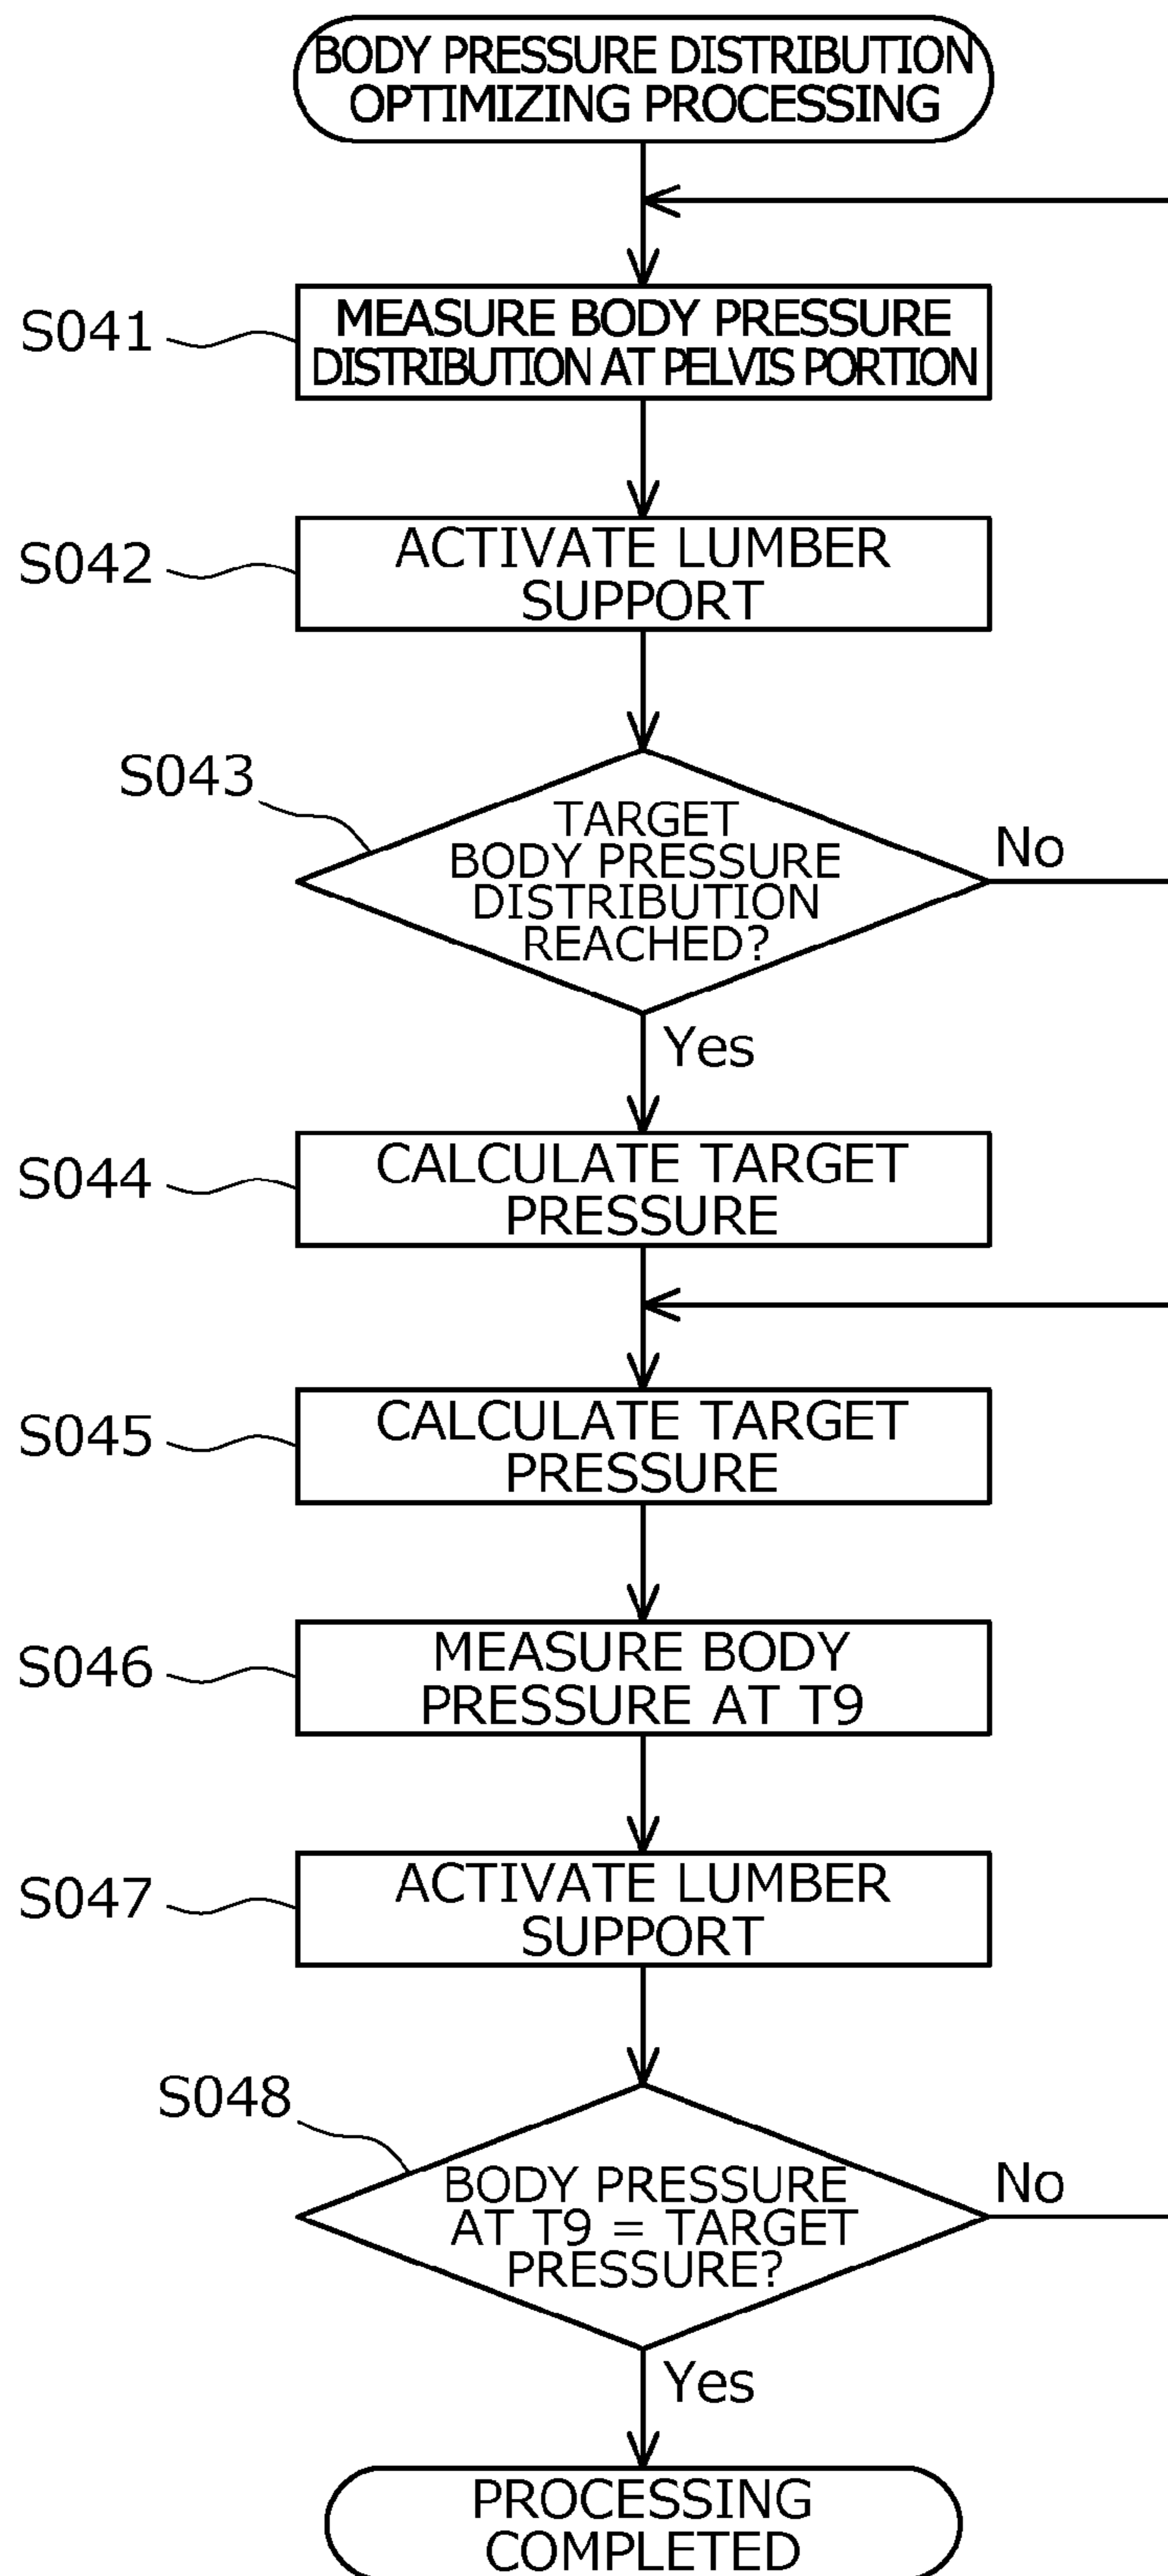 BODY PRESSURE DISTRIBUTION
OPTIMIZING PROCESSING
S041
MEASURE BODY PRESSURE
DISTRIBUTION AT PELVIS PORTION
S042
ACTIVATE LUMBER
SUPPORT
S043
TARGET
BODY PRESSURE
DISTRIBUTION
REACHED?
No
Yes
S044
CALCULATE TARGET
PRESSURE
S045
CALCULATE TARGET
PRESSURE
S046
MEASURE BODY
PRESSURE AT T9
S047
ACTIVATE LUMBER
SUPPORT
S048
BODY PRESSURE
AT T9 = TARGET
PRESSURE?
No
Yes
PROCESSING
COMPLETED